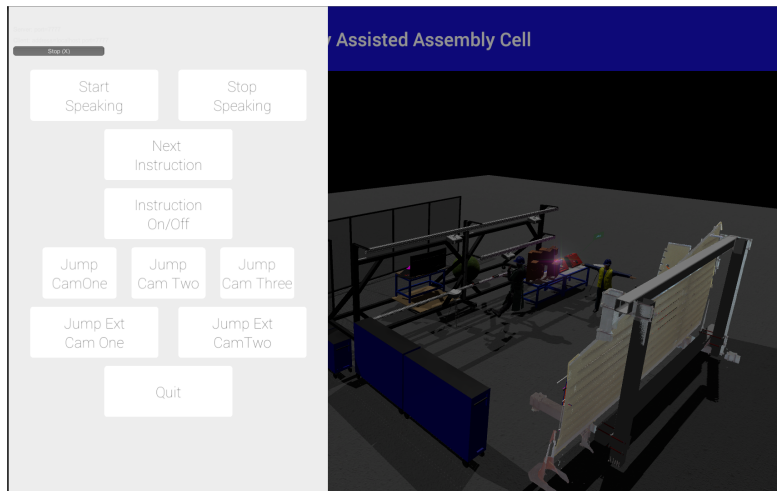 Assisted Assembly Cell
Stop (X)
Start
Speaking
Stop
Speaking
Next
Instruction
Instruction
On/Off
Jump
CamOne
Jump
Cam Two
Jump
Cam Three
Jump Ext
Cam One
Jump Ext
CamTwo
Quit